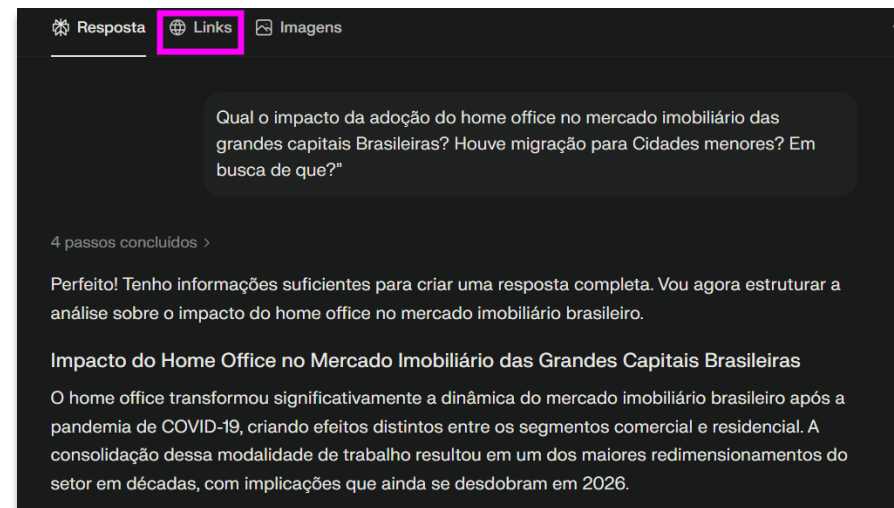 Resposta Links Imagens
Qual o impacto da adoção do home office no mercado imobiliário das
grandes capitais Brasileiras? Houve migração para Cidades menores? Em
busca de que?”
4 passos concluídos >
Perfeito! Tenho informações suficientes para criar uma resposta completa. Vou agora estruturar a
análise sobre o impacto do home office no mercado imobiliário brasileiro.
Impacto do Home Office no Mercado Imobiliário das Grandes Capitais Brasileiras
O home office transformou significativamente a dinâmica do mercado imobiliário brasileiro após a
pandemia de COVID-19, criando efeitos distintos entre os segmentos comercial e residencial. A
consolidação dessa modalidade de trabalho resultou em um dos maiores redimensionamentos do
setor em décadas, com implicações que ainda se desdobram em 2026.